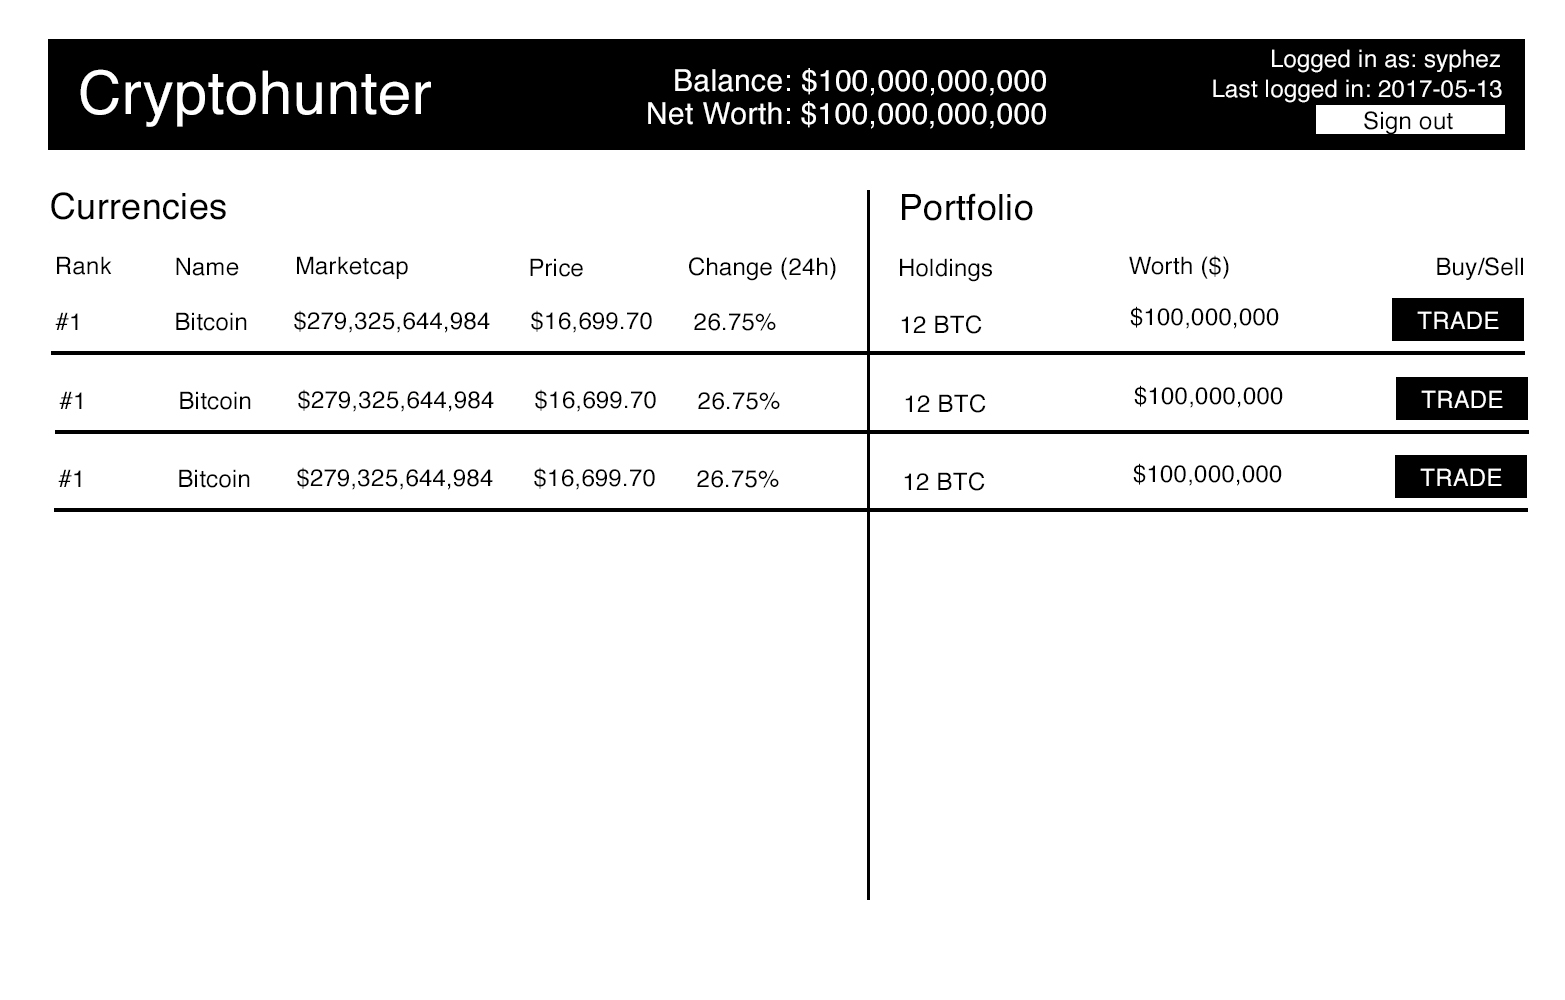 Cryptohunter
Balance: $100,000,000,000
Net Worth: $100,000,000,000
Logged in as: syphez
Last logged in: 2017-05-13
Sign out
Currencies
Portfolio
Rank Name Marketcap Price Change (24h) Holdings Worth ($) Buy/Sell
#1 Bitcoin $279,325,644,984 $16,699.70 26.75% 12 BTC $100,000,000 TRADE
#1 Bitcoin $279,325,644,984 $16,699.70 26.75% 12 BTC $100,000,000 TRADE
#1 Bitcoin $279,325,644,984 $16,699.70 26.75% 12 BTC $100,000,000 TRADE